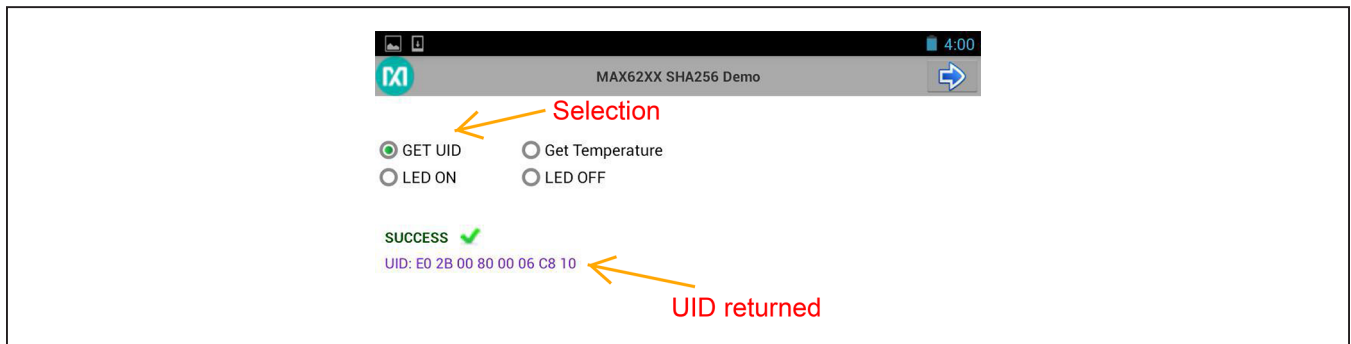 4:00
MAX62XX SHA256 Demo
Selection
GET UID Get Temperature
LED ON LED OFF
SUCCESS
UID: E0 2B 00 80 00 06 C8 10
UID returned